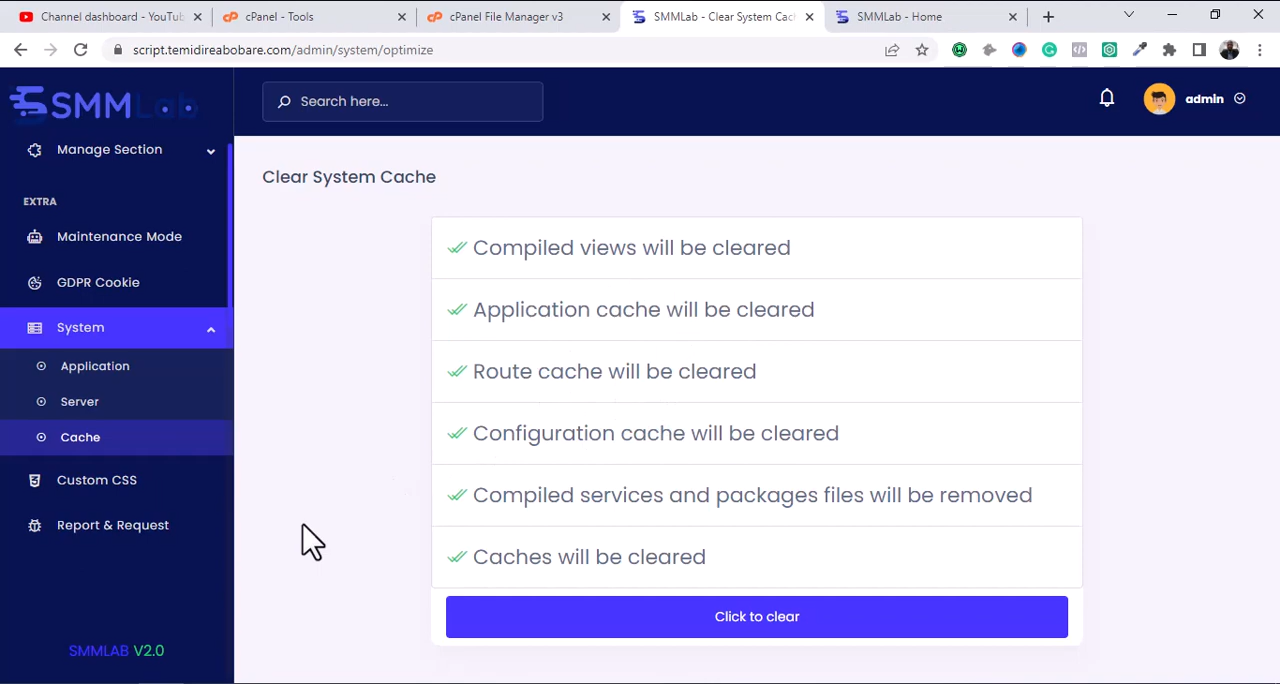 Channel dashboard - YouTub
cPanel - Tools
cPanel File Manager v3
SMMLab - Clear System Cach
SMMLab - Home
script.temidireabobare.com/admin/system/optimize
SMMLab
Search here...
admin
Manage Section
EXTRA
Maintenance Mode
GDPR Cookie
System
Application
Server
Cache
Custom CSS
Report & Request
SMMLAB V2.0
Clear System Cache
Compiled views will be cleared
Application cache will be cleared
Route cache will be cleared
Configuration cache will be cleared
Compiled services and packages files will be removed
Caches will be cleared
Click to clear